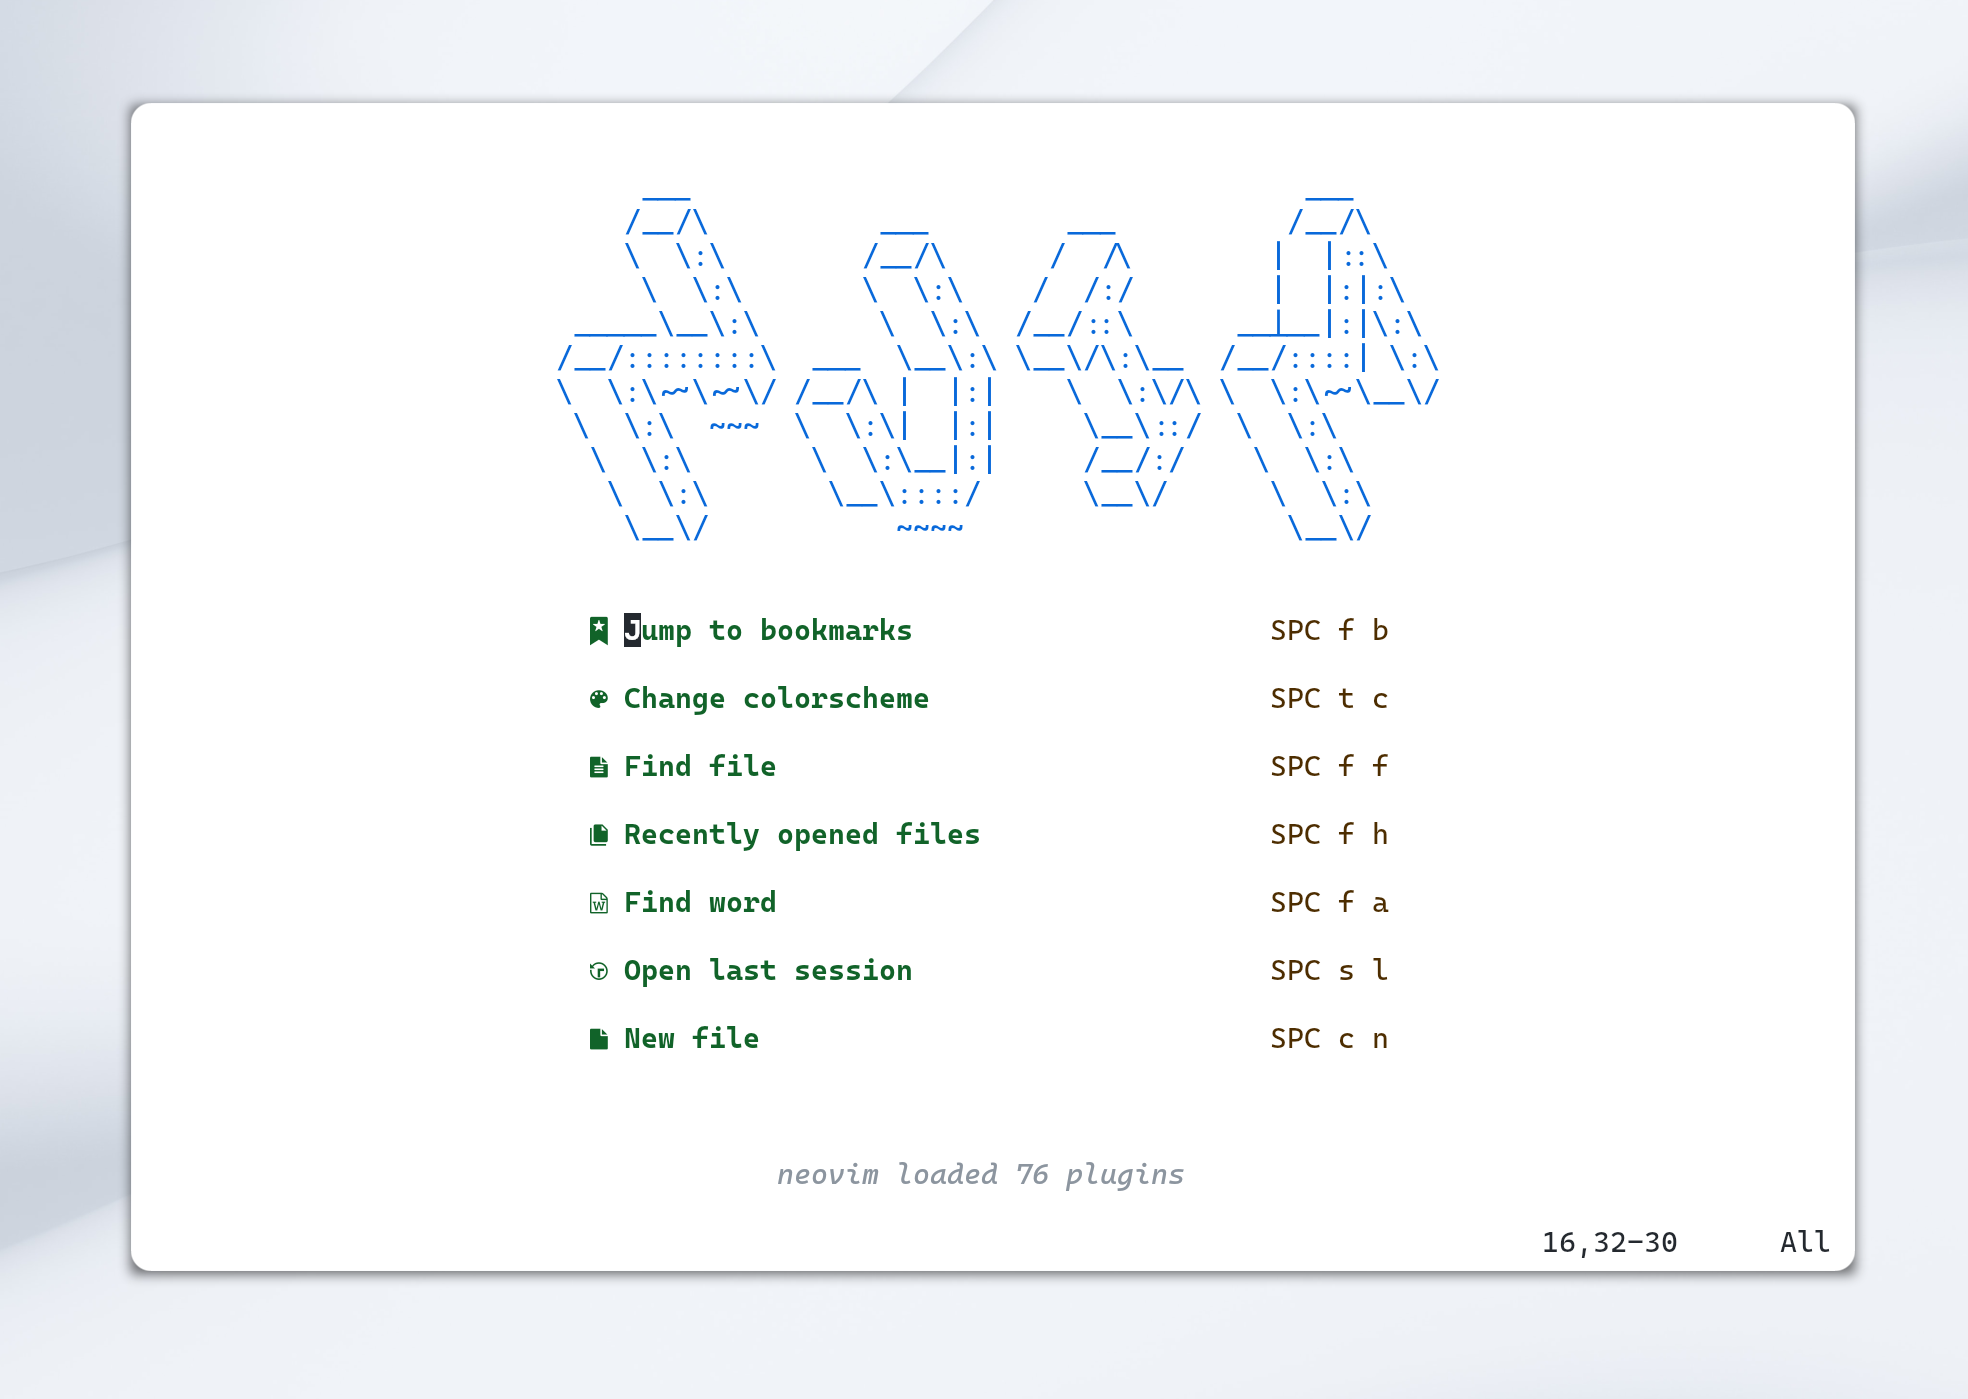 Jump to bookmarks SPC f b
Change colorscheme SPC t c
Find file SPC f f
Recently opened files SPC f h
Find word SPC f a
Open last session SPC s l
New file SPC c n
neovim loaded 76 plugins
16,32-30 All